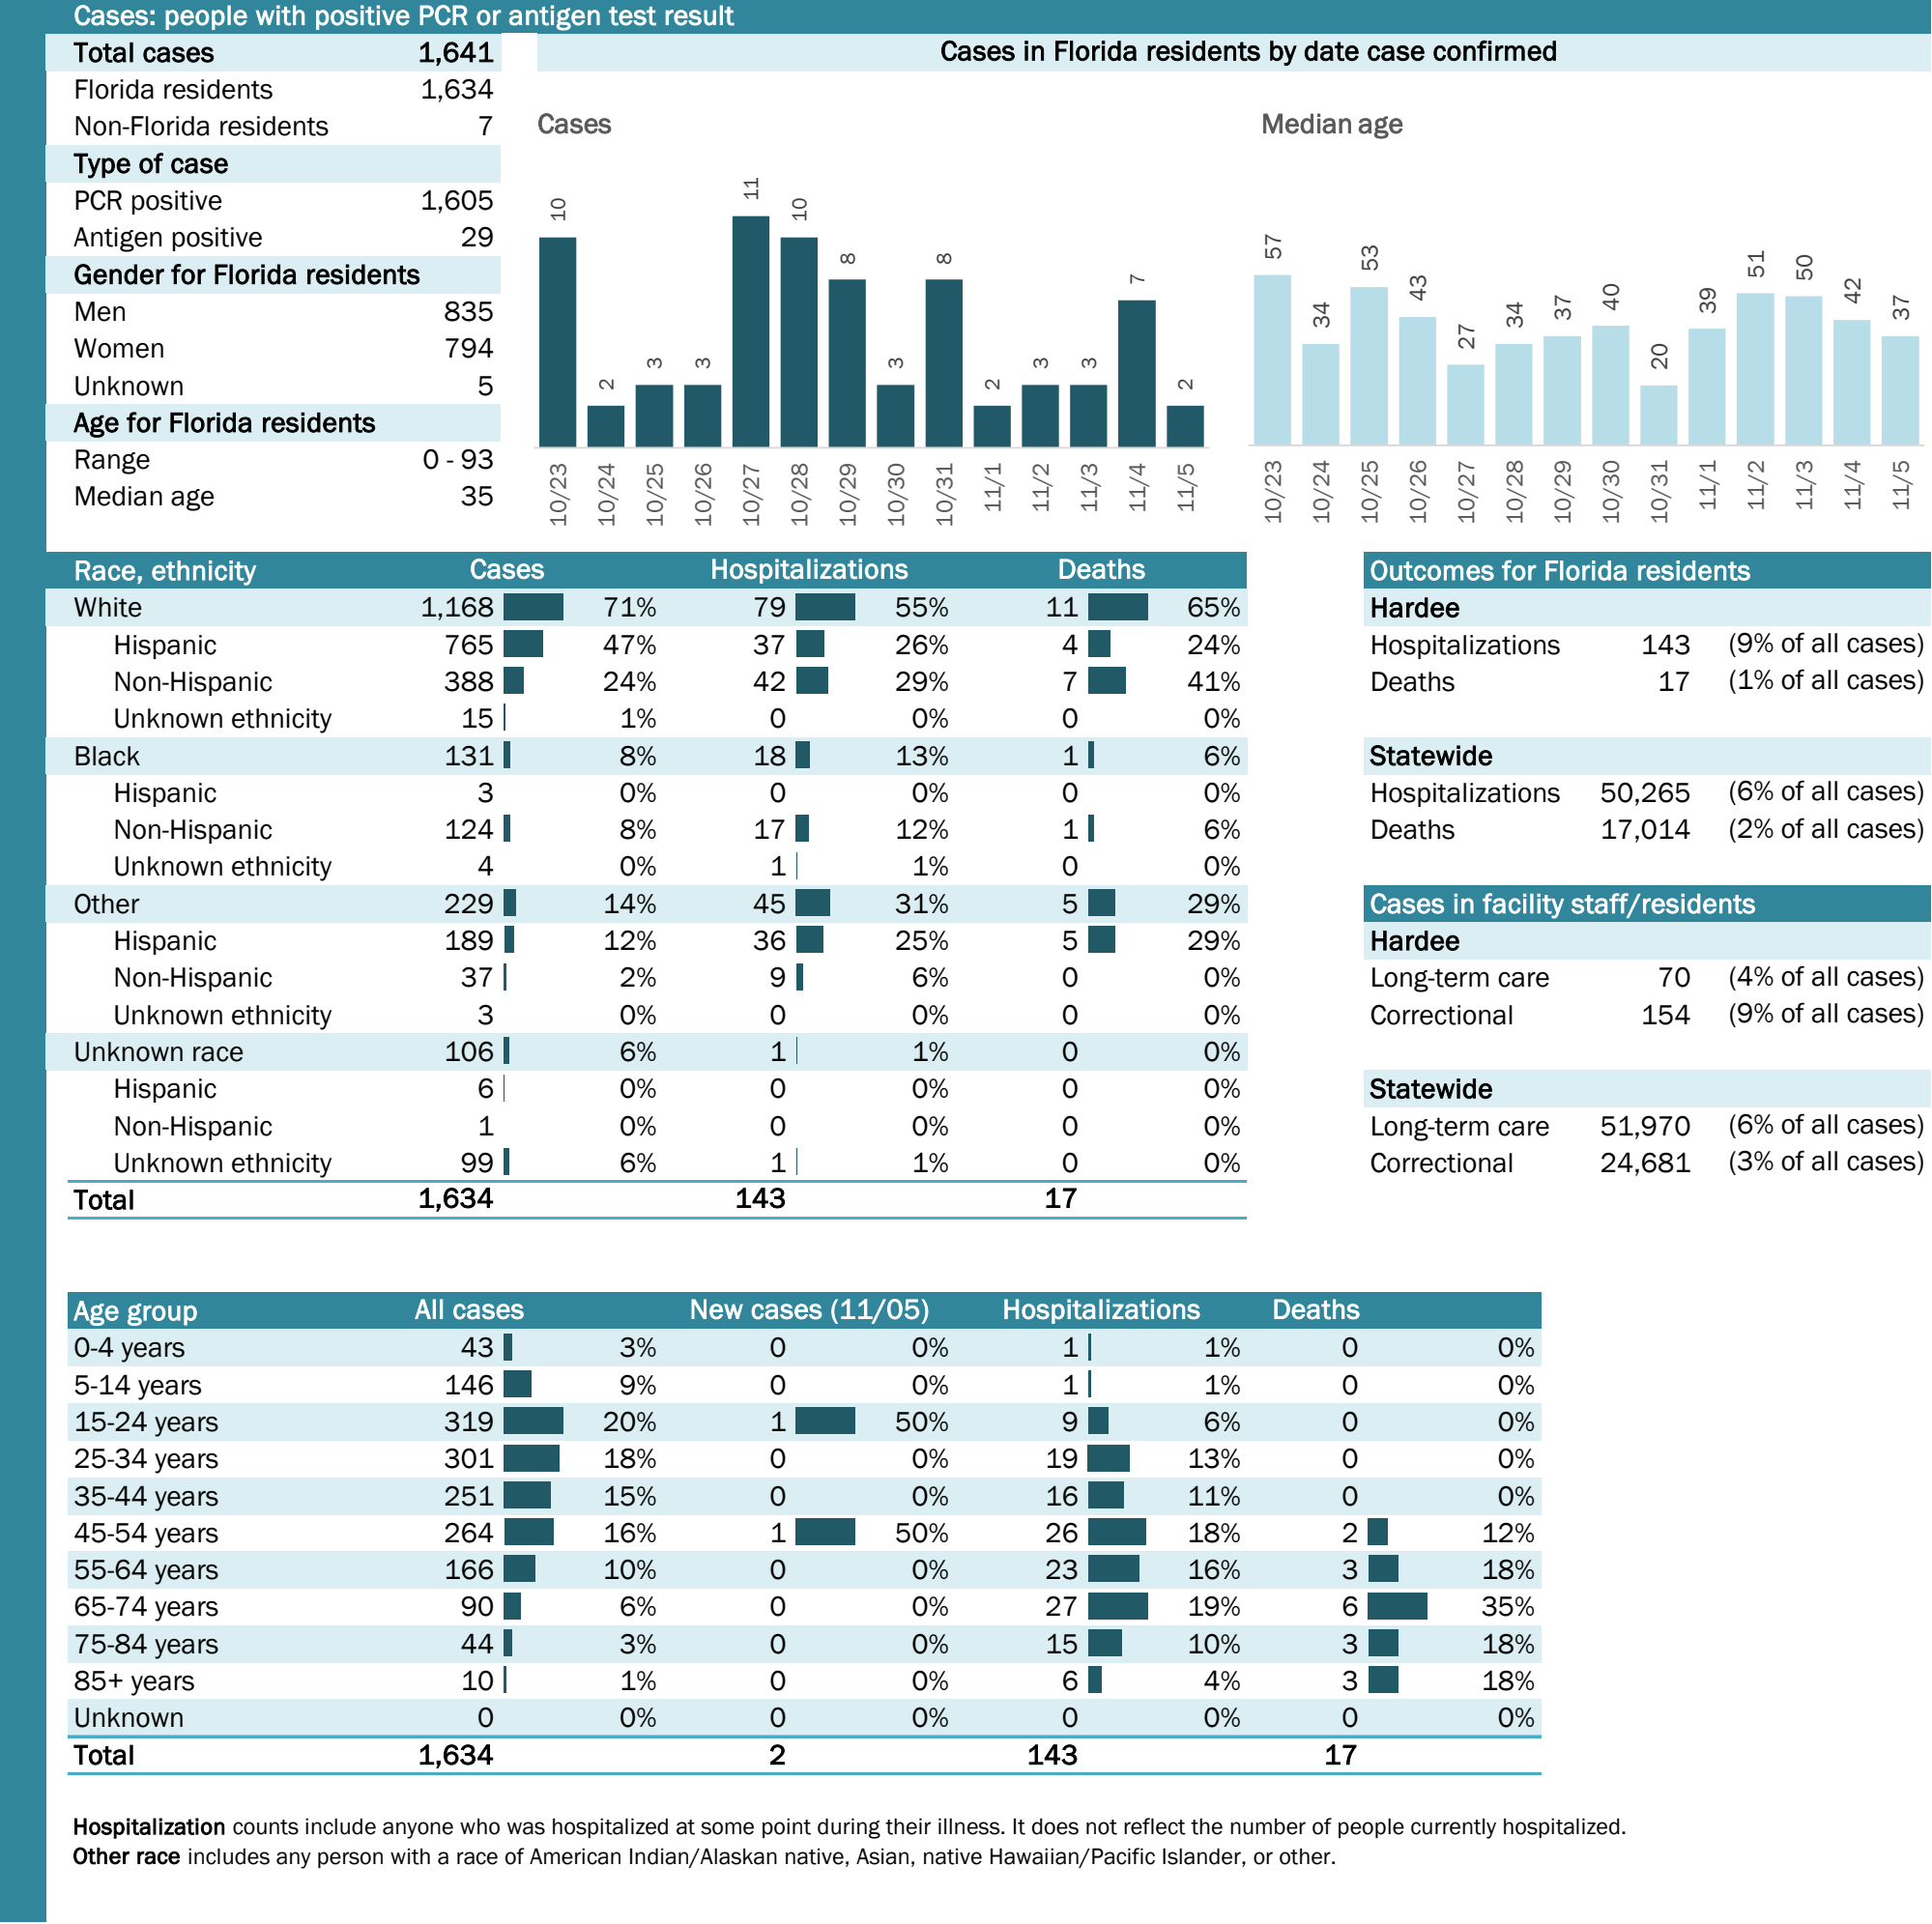 Cases: people with positive PCR or antigen test result
Total cases 1,641
Florida residents 1,634
Non-Florida residents 7
Type of case
PCR positive 1,605
Antigen positive 29
Gender for Florida residents
Men 835
Women 794
Unknown 5
Age for Florida residents
Range 0 - 93
Median age 35
Cases in Florida residents by date case confirmed
Cases
10 2 3 3 11 10 8 3 8 2 3 3 7 2
10/23 10/24 10/25 10/26 10/27 10/28 10/29 10/30 10/31 11/1 11/2 11/3 11/4 11/5
Median age
57 34 53 43 27 34 37 40 20 39 51 50 42 37
10/23 10/24 10/25 10/26 10/27 10/28 10/29 10/30 10/31 11/1 11/2 11/3 11/4 11/5
Race, ethnicity Cases Hospitalizations Deaths
White 1,168 71% 79 55% 11 65%
Hispanic 765 47% 37 26% 4 24%
Non-Hispanic 388 24% 42 29% 7 41%
Unknown ethnicity 15 1% 0 0% 0 0%
Black 131 8% 18 13% 1 6%
Hispanic 3 0% 0 0% 0 0%
Non-Hispanic 124 8% 17 12% 1 6%
Unknown ethnicity 4 0% 1 1% 0 0%
Other 229 14% 45 31% 5 29%
Hispanic 189 12% 36 25% 5 29%
Non-Hispanic 37 2% 9 6% 0 0%
Unknown ethnicity 3 0% 0 0% 0 0%
Unknown race 106 6% 1 1% 0 0%
Hispanic 6 0% 0 0% 0 0%
Non-Hispanic 1 0% 0 0% 0 0%
Unknown ethnicity 99 6% 1 1% 0 0%
Total 1,634 143 17
Outcomes for Florida residents
Hardee
Hospitalizations 143 (9% of all cases)
Deaths 17 (1% of all cases)
Statewide
Hospitalizations 50,265 (6% of all cases)
Deaths 17,014 (2% of all cases)
Cases in facility staff/residents
Hardee
Long-term care 70 (4% of all cases)
Correctional 154 (9% of all cases)
Statewide
Long-term care 51,970 (6% of all cases)
Correctional 24,681 (3% of all cases)
Age group All cases New cases (11/05) Hospitalizations Deaths
0-4 years 43 3% 0 0% 1 1% 0 0%
5-14 years 146 9% 0 0% 1 1% 0 0%
15-24 years 319 20% 1 50% 9 6% 0 0%
25-34 years 301 18% 0 0% 19 13% 0 0%
35-44 years 251 15% 0 0% 16 11% 0 0%
45-54 years 264 16% 1 50% 26 18% 2 12%
55-64 years 166 10% 0 0% 23 16% 3 18%
65-74 years 90 6% 0 0% 27 19% 6 35%
75-84 years 44 3% 0 0% 15 10% 3 18%
85+ years 10 1% 0 0% 6 4% 3 18%
Unknown 0 0% 0 0% 0 0% 0 0%
Total 1,634 2 143 17
Hospitalization counts include anyone who was hospitalized at some point during their illness. It does not reflect the number of people currently hospitalized.
Other race includes any person with a race of American Indian/Alaskan native, Asian, native Hawaiian/Pacific Islander, or other.